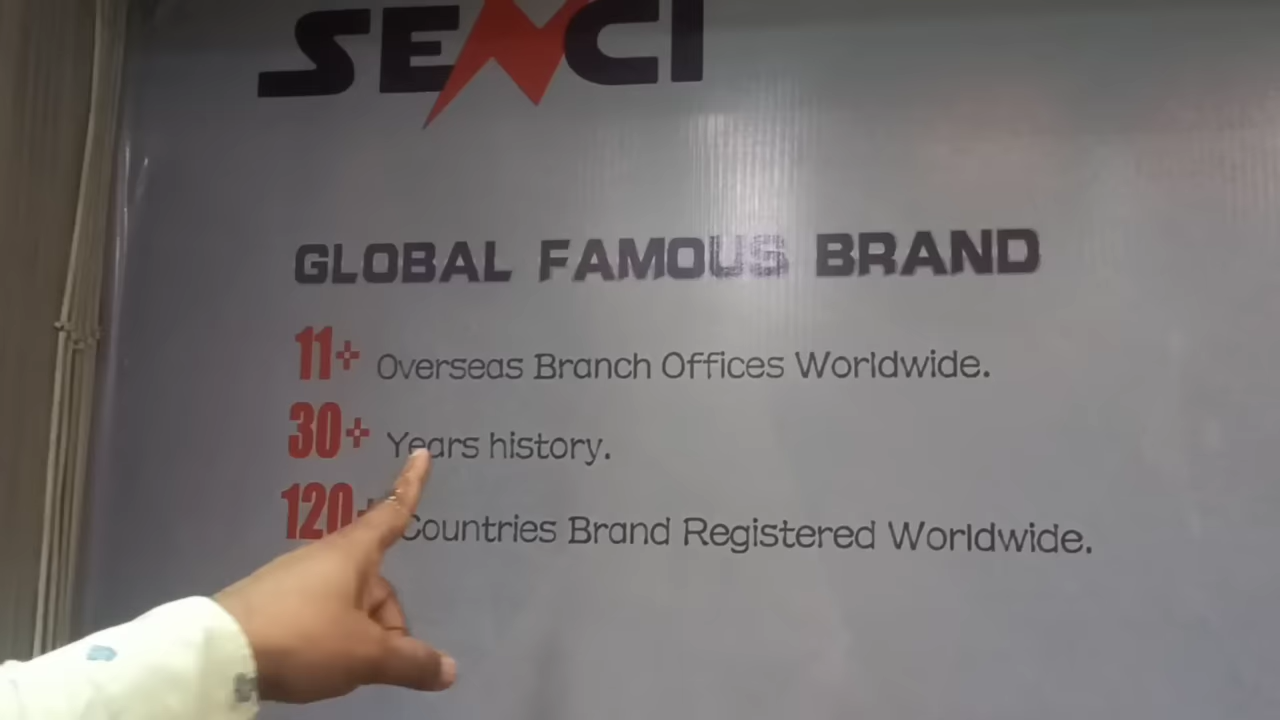 SENCI
GLOBAL FAMOUS BRAND
11+ Overseas Branch Offices Worldwide.
30+ Years history.
120+ Countries Brand Registered Worldwide.